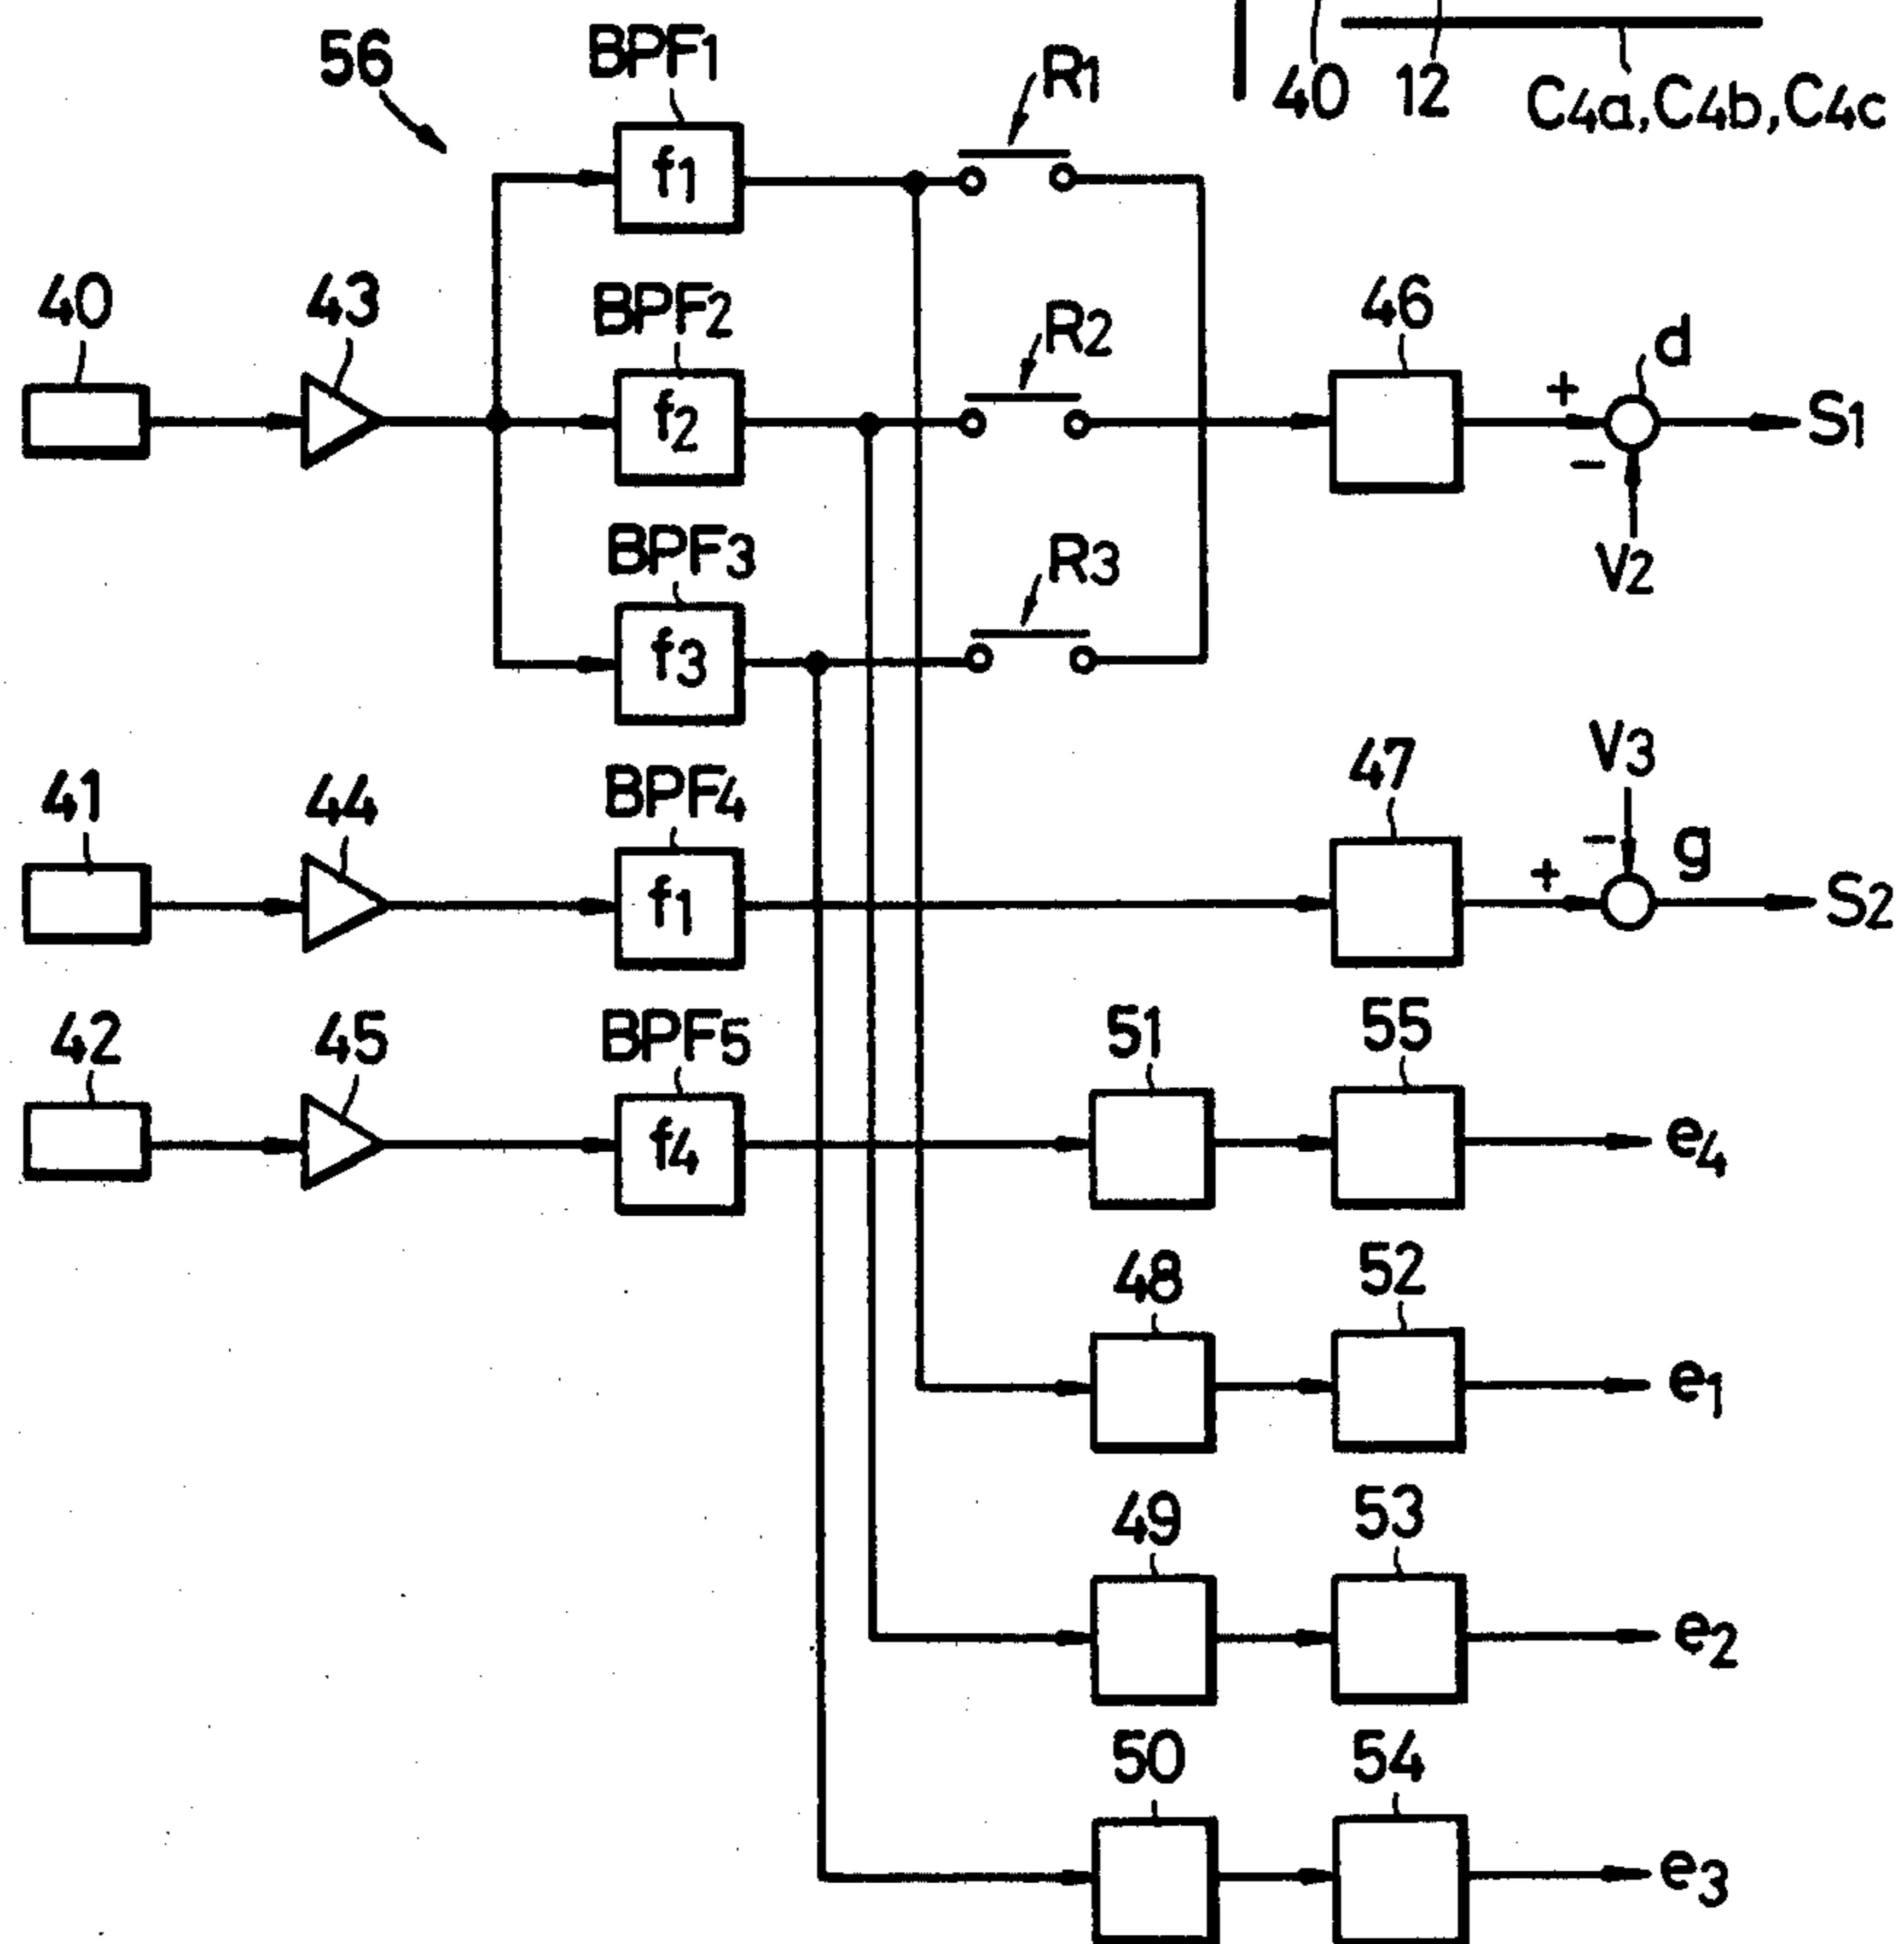 56
BPF1
R1
40
12
C4a, C4b, C4c
f1
40
43
BPF2
R2
46
d
f2
+
-
S1
V2
BPF3
R3
f3
41
44
BPF4
47
V3
f1
+
-
g
S2
42
45
BPF5
51
55
f4
e4
48
52
e1
49
53
e2
50
54
e3